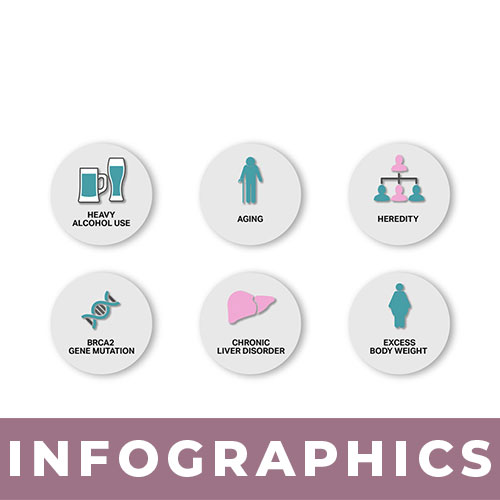 HEAVY
ALCOHOL USE
AGING
HEREDITY
BRCA2
GENE MUTATION
CHRONIC
LIVER DISORDER
EXCESS
BODY WEIGHT
INFOGRAPHICS